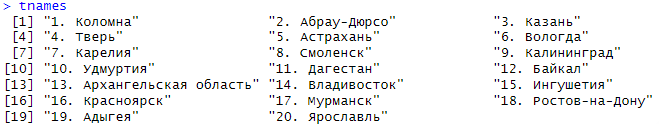 > tnames
[1] "1. Коломна" "2. Абрау-Дюрсо" "3. Казань"
[4] "4. Тверь" "5. Астрахань" "6. Вологда"
[7] "7. Карелия" "8. Смоленск" "9. Калининград"
[10] "10. Удмуртия" "11. Дагестан" "12. Байкал"
[13] "13. Архангельская область" "14. Владивосток" "15. Ингушетия"
[16] "16. Красноярск" "17. Мурманск" "18. Ростов-на-Дону"
[19] "19. Адыгея" "20. Ярославль"